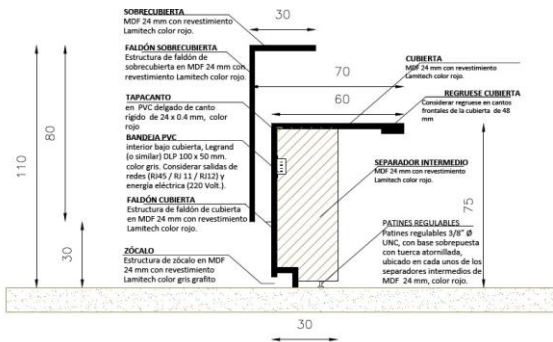 30
SOBRECUBIERTA
MDF 24 mm con revestimiento
Lamitech color rojo.
FALDÓN SOBRECUBIERTA
Estructura de faldón de
sobrecubierta en MDF 24 mm con
revestimiento Lamitech color rojo.
TAPACANTO
en PVC delgado de canto
rígido de 24 x 0.4 mm, color
rojo
BANDEJA PVC
interior bajo cubierta, Legrand
(o similar) DLP 100 x 50 mm.
color gris. Considerar salidas de
redes (RJ45 / RJ 11 / RJ12) y
energía eléctrica (220 Volt.).
FALDÓN CUBIERTA
Estructura de faldón de cubierta
en MDF 24 mm con revestimiento
Lamitech color rojo.
ZÓCALO
Estructura de zócalo en MDF
24 mm con revestimiento
Lamitech color gris grafito
110
80
30
70
60
CUBIERTA
MDF 24 mm con revestimiento
Lamitech color rojo.
REGRUESE CUBIERTA
Considerar regruese en cantos
frontales de la cubierta de 48
mm
SEPARADOR INTERMEDIO
MDF 24 mm con revestimiento
Lamitech color rojo.
75
PATINES REGULABLES
Patines regulables 3/8" Ø
UNC, con base sobrepuesta
con tuerca atornillada,
ubicado en cada unos de los
separadores intermedios de
MDF 24 mm, color rojo.
30